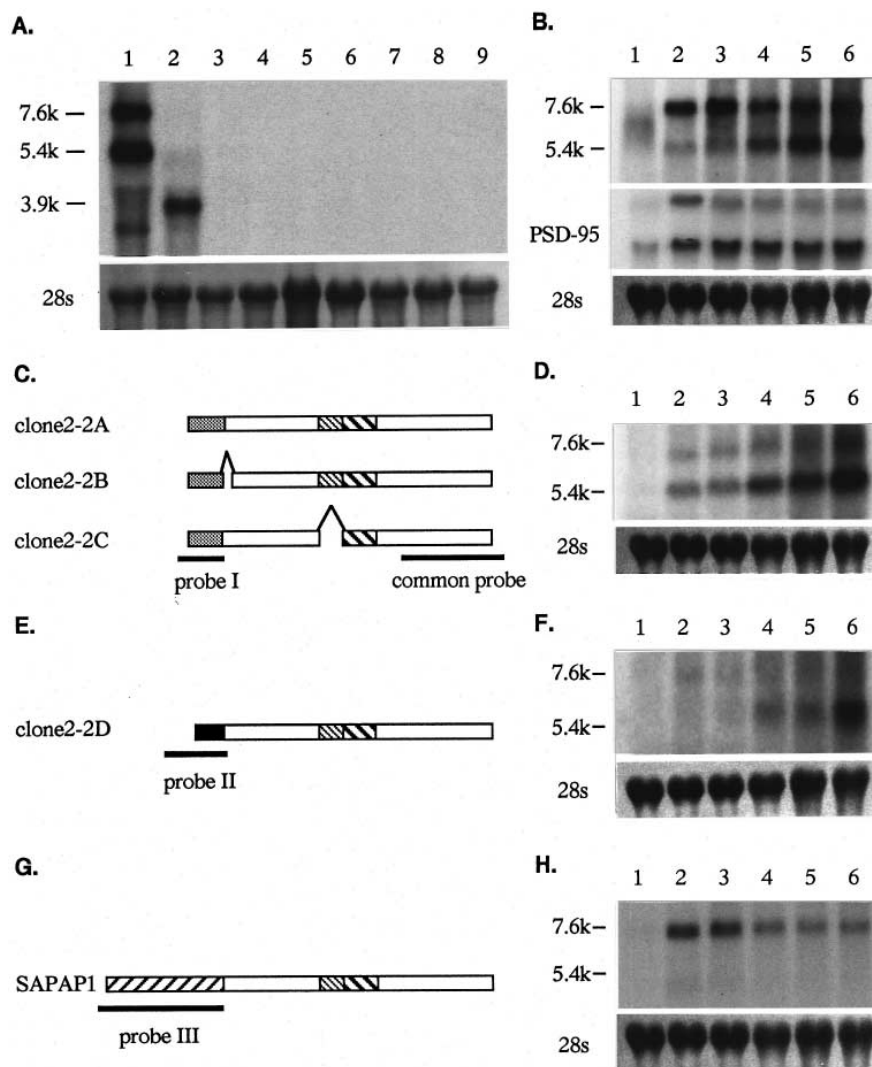 A.
1 2 3 4 5 6 7 8 9
7.6k
5.4k
3.9k
28s
B.
1 2 3 4 5 6
7.6k
5.4k
PSD-95
28s
C.
clone2-2A
clone2-2B
clone2-2C
probe I
common probe
D.
1 2 3 4 5 6
7.6k
5.4k
28s
E.
clone2-2D
probe II
F.
1 2 3 4 5 6
7.6k
5.4k
28s
G.
SAPAP1
probe III
H.
1 2 3 4 5 6
7.6k
5.4k
28s